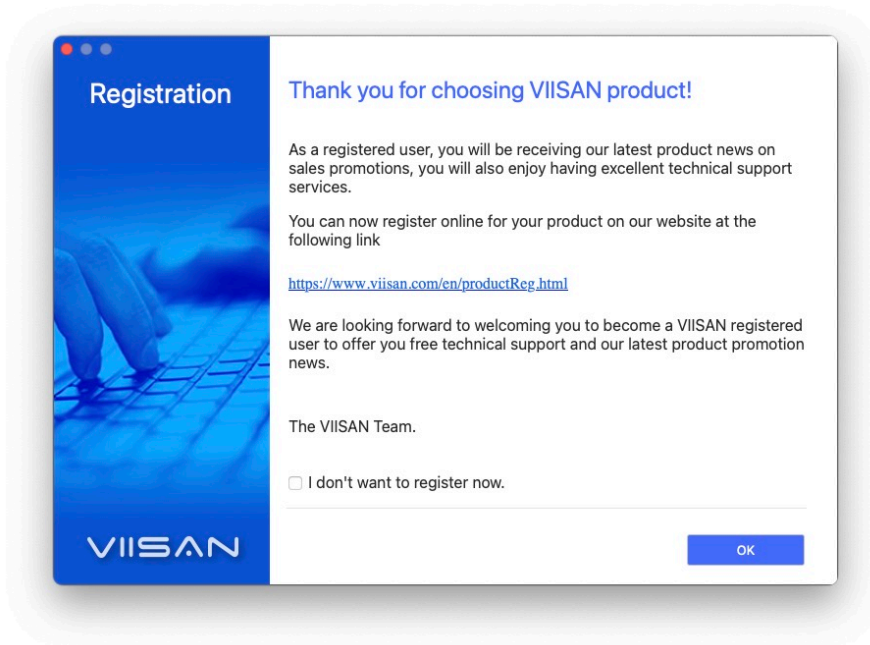 Registration
Thank you for choosing VIISAN product!
As a registered user, you will be receiving our latest product news on
sales promotions, you will also enjoy having excellent technical support
services.
You can now register online for your product on our website at the
following link
https://www.viisan.com/en/productReg.html
We are looking forward to welcoming you to become a VIISAN registered
user to offer you free technical support and our latest product promotion
news.
The VIISAN Team.
I don't want to register now.
VIISAN
OK